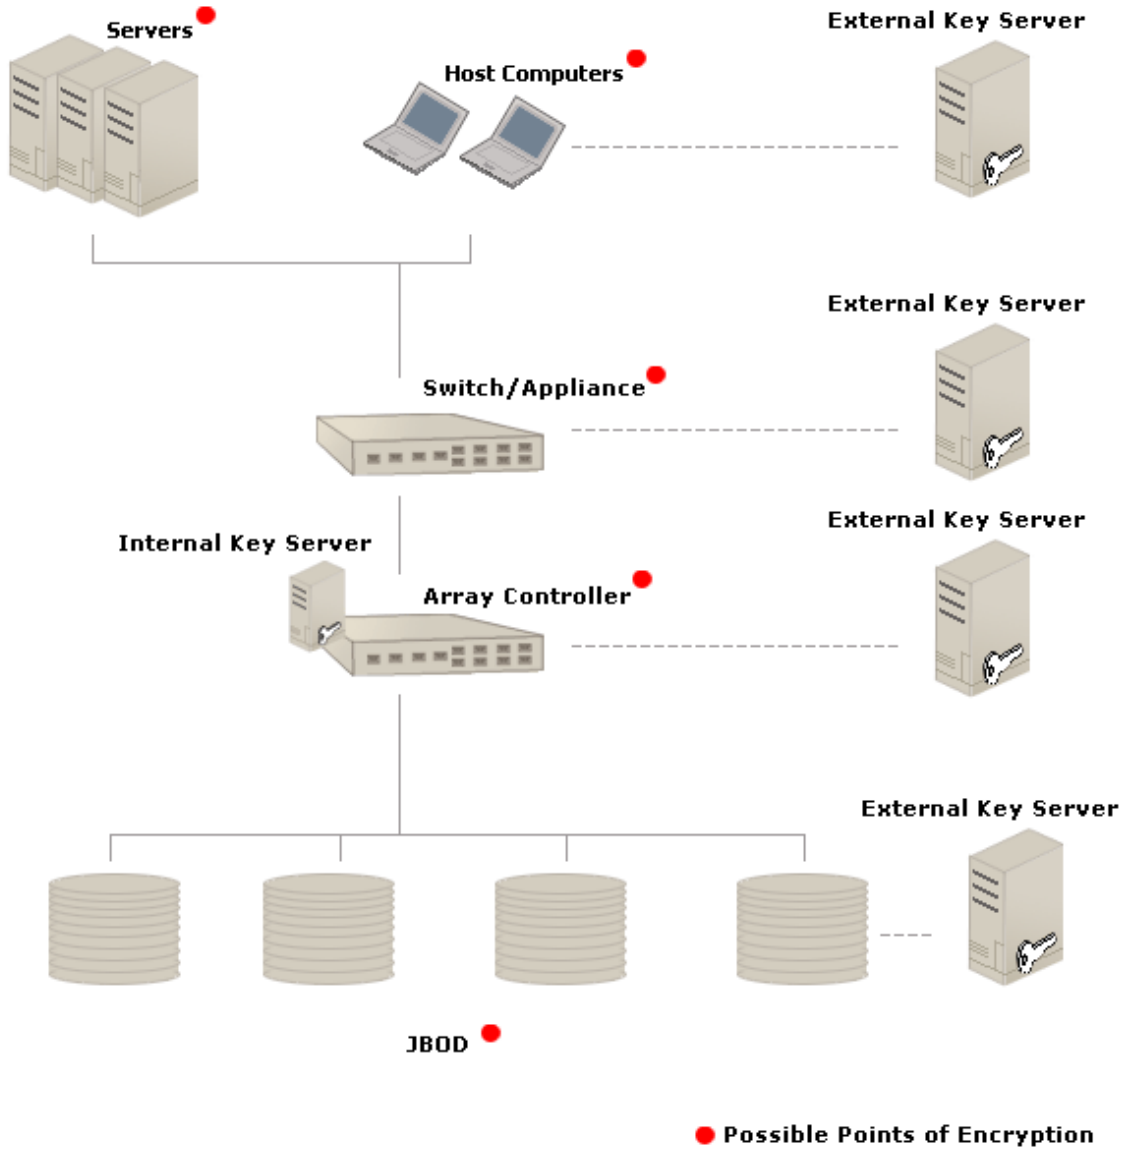 Servers
External Key Server
Host Computers
External Key Server
Switch/Appliance
External Key Server
Internal Key Server
Array Controller
External Key Server
JBOD
Possible Points of Encryption